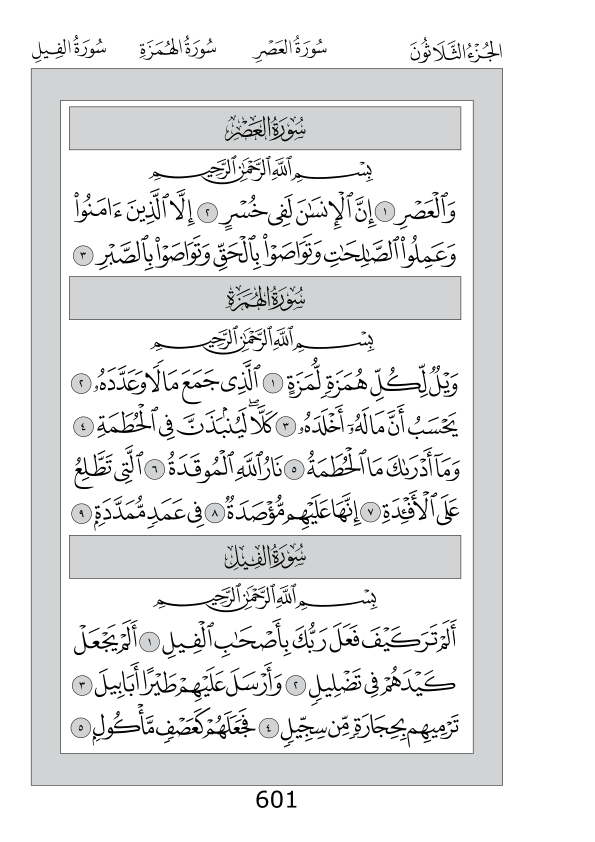 الجُزْءُ الثَّلَاثُونَ سُورَةُ العَصْرِ سُورَةُ الهُمَزَةِ سُورَةُ الفِيلِ
سُورَةُ العَصْرِ
بِسْمِ ٱللَّهِ ٱلرَّحْمَٰنِ ٱلرَّحِيمِ
وَٱلْعَصْرِ ١ إِنَّ ٱلْإِنسَٰنَ لَفِى خُسْرٍ ٢ إِلَّا ٱلَّذِينَ ءَامَنُوا۟
وَعَمِلُوا۟ ٱلصَّٰلِحَٰتِ وَتَوَاصَوْا۟ بِٱلْحَقِّ وَتَوَاصَوْا۟ بِٱلصَّبْرِ ٣
سُورَةُ الهُمَزَةِ
بِسْمِ ٱللَّهِ ٱلرَّحْمَٰنِ ٱلرَّحِيمِ
وَيْلٌ لِّكُلِّ هُمَزَةٍ لُّمَزَةٍ ١ ٱلَّذِى جَمَعَ مَالًا وَعَدَّدَهُۥ ٢
يَحْسَبُ أَنَّ مَالَهُۥٓ أَخْلَدَهُۥ ٣ كَلَّا ۖ لَيُنۢبَذَنَّ فِى ٱلْحُطَمَةِ ٤
وَمَآ أَدْرَىٰكَ مَا ٱلْحُطَمَةُ ٥ نَارُ ٱللَّهِ ٱلْمُوقَدَةُ ٦ ٱلَّتِى تَطَّلِعُ
عَلَى ٱلْأَفْـِٔدَةِ ٧ إِنَّهَا عَلَيْهِم مُّؤْصَدَةٌ ٨ فِى عَمَدٍ مُّمَدَّدَةٍۭ ٩
سُورَةُ الفِيلِ
بِسْمِ ٱللَّهِ ٱلرَّحْمَٰنِ ٱلرَّحِيمِ
أَلَمْ تَرَ كَيْفَ فَعَلَ رَبُّكَ بِأَصْحَٰبِ ٱلْفِيلِ ١ أَلَمْ يَجْعَلْ
كَيْدَهُمْ فِى تَضْلِيلٍ ٢ وَأَرْسَلَ عَلَيْهِمْ طَيْرًا أَبَابِيلَ ٣
تَرْمِيهِم بِحِجَارَةٍ مِّن سِجِّيلٍ ٤ فَجَعَلَهُمْ كَعَصْفٍ مَّأْكُولٍۭ ٥
601